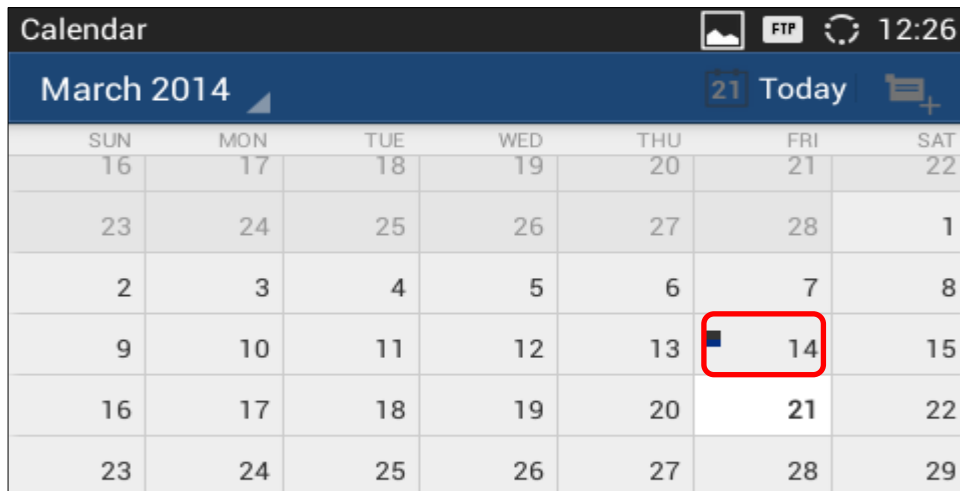 Calendar FTP 12:26
March 2014 21 Today
SUN MON TUE WED THU FRI SAT
16 17 18 19 20 21 22
23 24 25 26 27 28 1
2 3 4 5 6 7 8
9 10 11 12 13 14 15
16 17 18 19 20 21 22
23 24 25 26 27 28 29